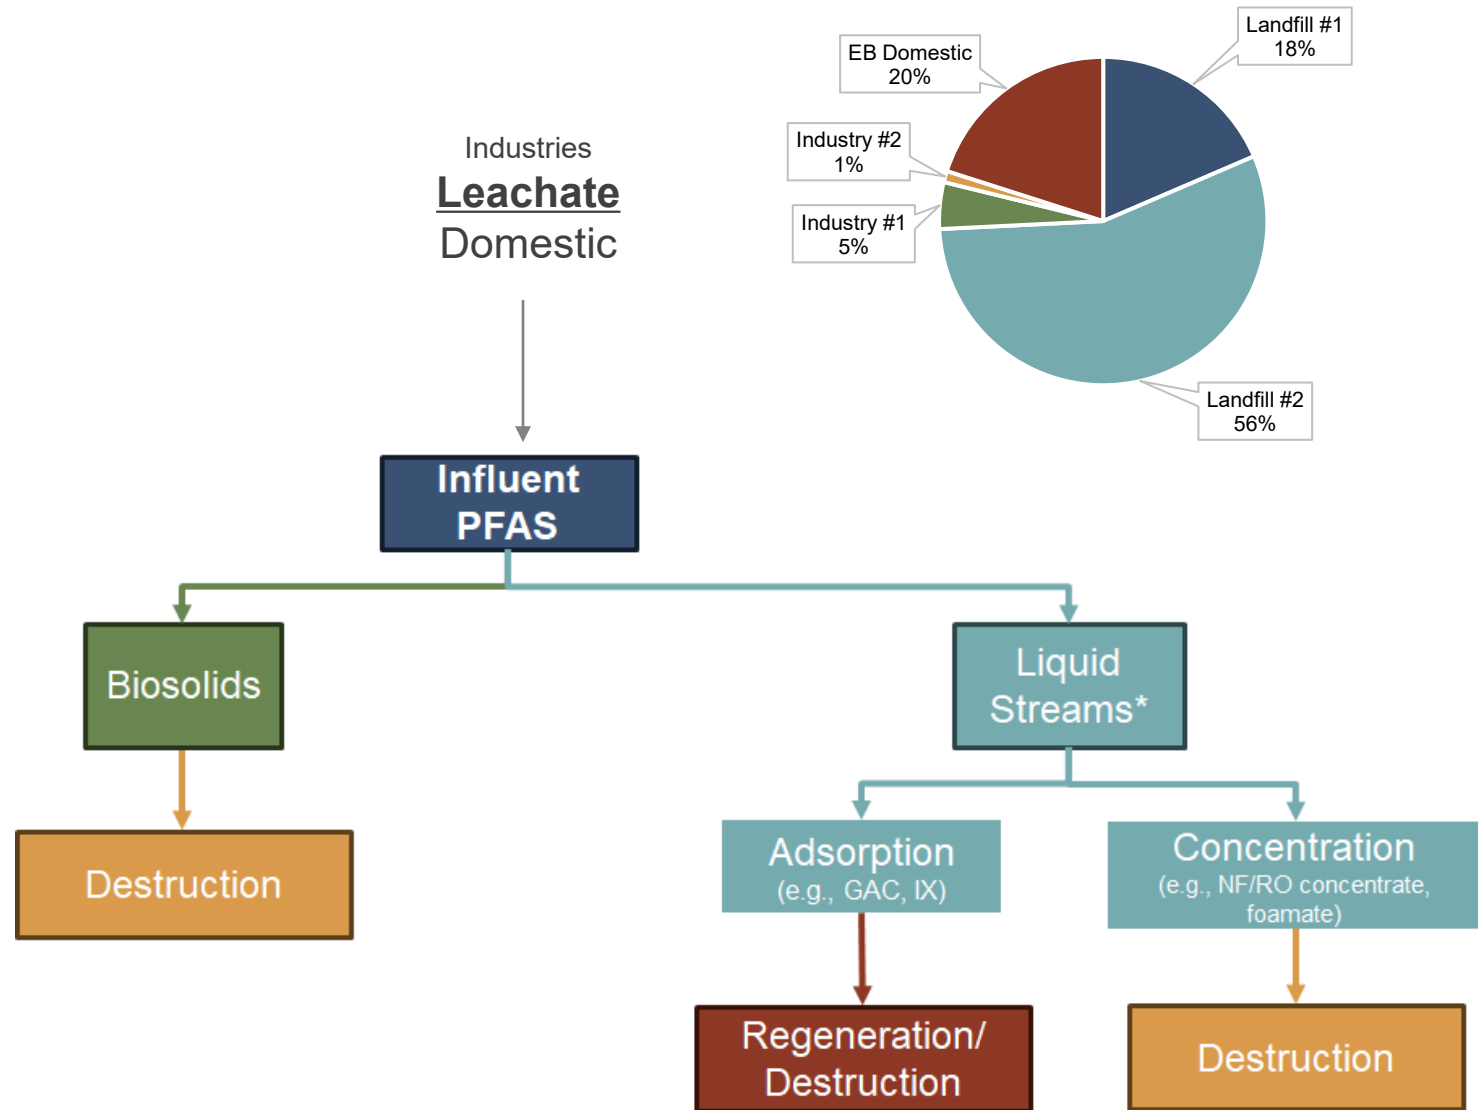 Landfill #1
18%
EB Domestic
20%
Industry #2
1%
Industry #1
5%
Landfill #2
56%
Industries
Leachate
Domestic
Influent
PFAS
Biosolids
Liquid
Streams*
Destruction
Adsorption
(e.g., GAC, IX)
Concentration
(e.g., NF/RO concentrate,
foamate)
Regeneration/
Destruction
Destruction